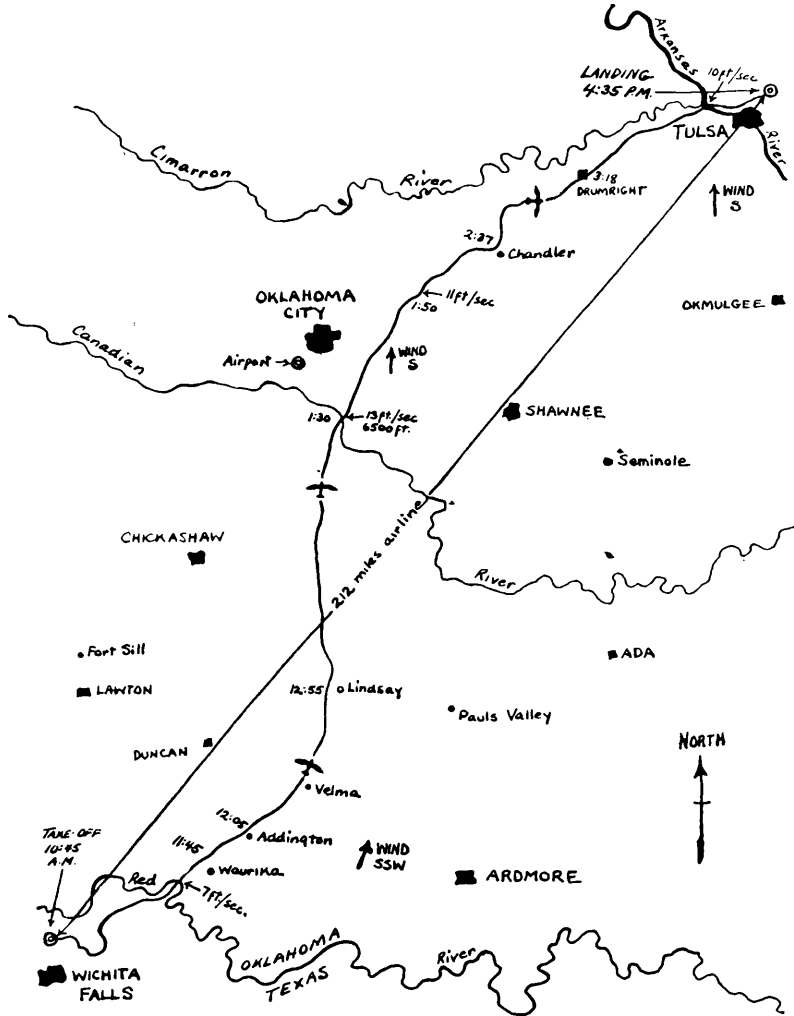 Arkansas
10ft/sec
LANDING
4:35 P.M.
TULSA
River
Cimarron
River
3:18
DRUMRIGHT
WIND
S
2:27
Chandler
OKLAHOMA
CITY
11ft/sec
1:50
OKMULGEE
Canadian
Airport
WIND
S
1:30
13ft./sec
6500ft.
SHAWNEE
Seminole
212 miles airline
CHICKASHAW
River
Fort Sill
ADA
LAWTON
12:55
Lindsay
Pauls Valley
DUNCAN
NORTH
Velma
TAKE-OFF
10:45
A.M.
12:05
Addington
11:45
WIND
SSW
Waurika
Red
7ft/sec.
ARDMORE
OKLAHOMA
TEXAS
River
WICHITA
FALLS